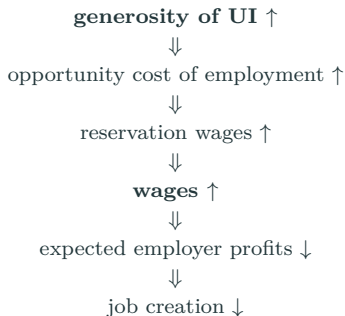 generosity of UI ↑
⇓
opportunity cost of employment ↑
⇓
reservation wages ↑
⇓
wages ↑
⇓
expected employer profits ↓
⇓
job creation ↓